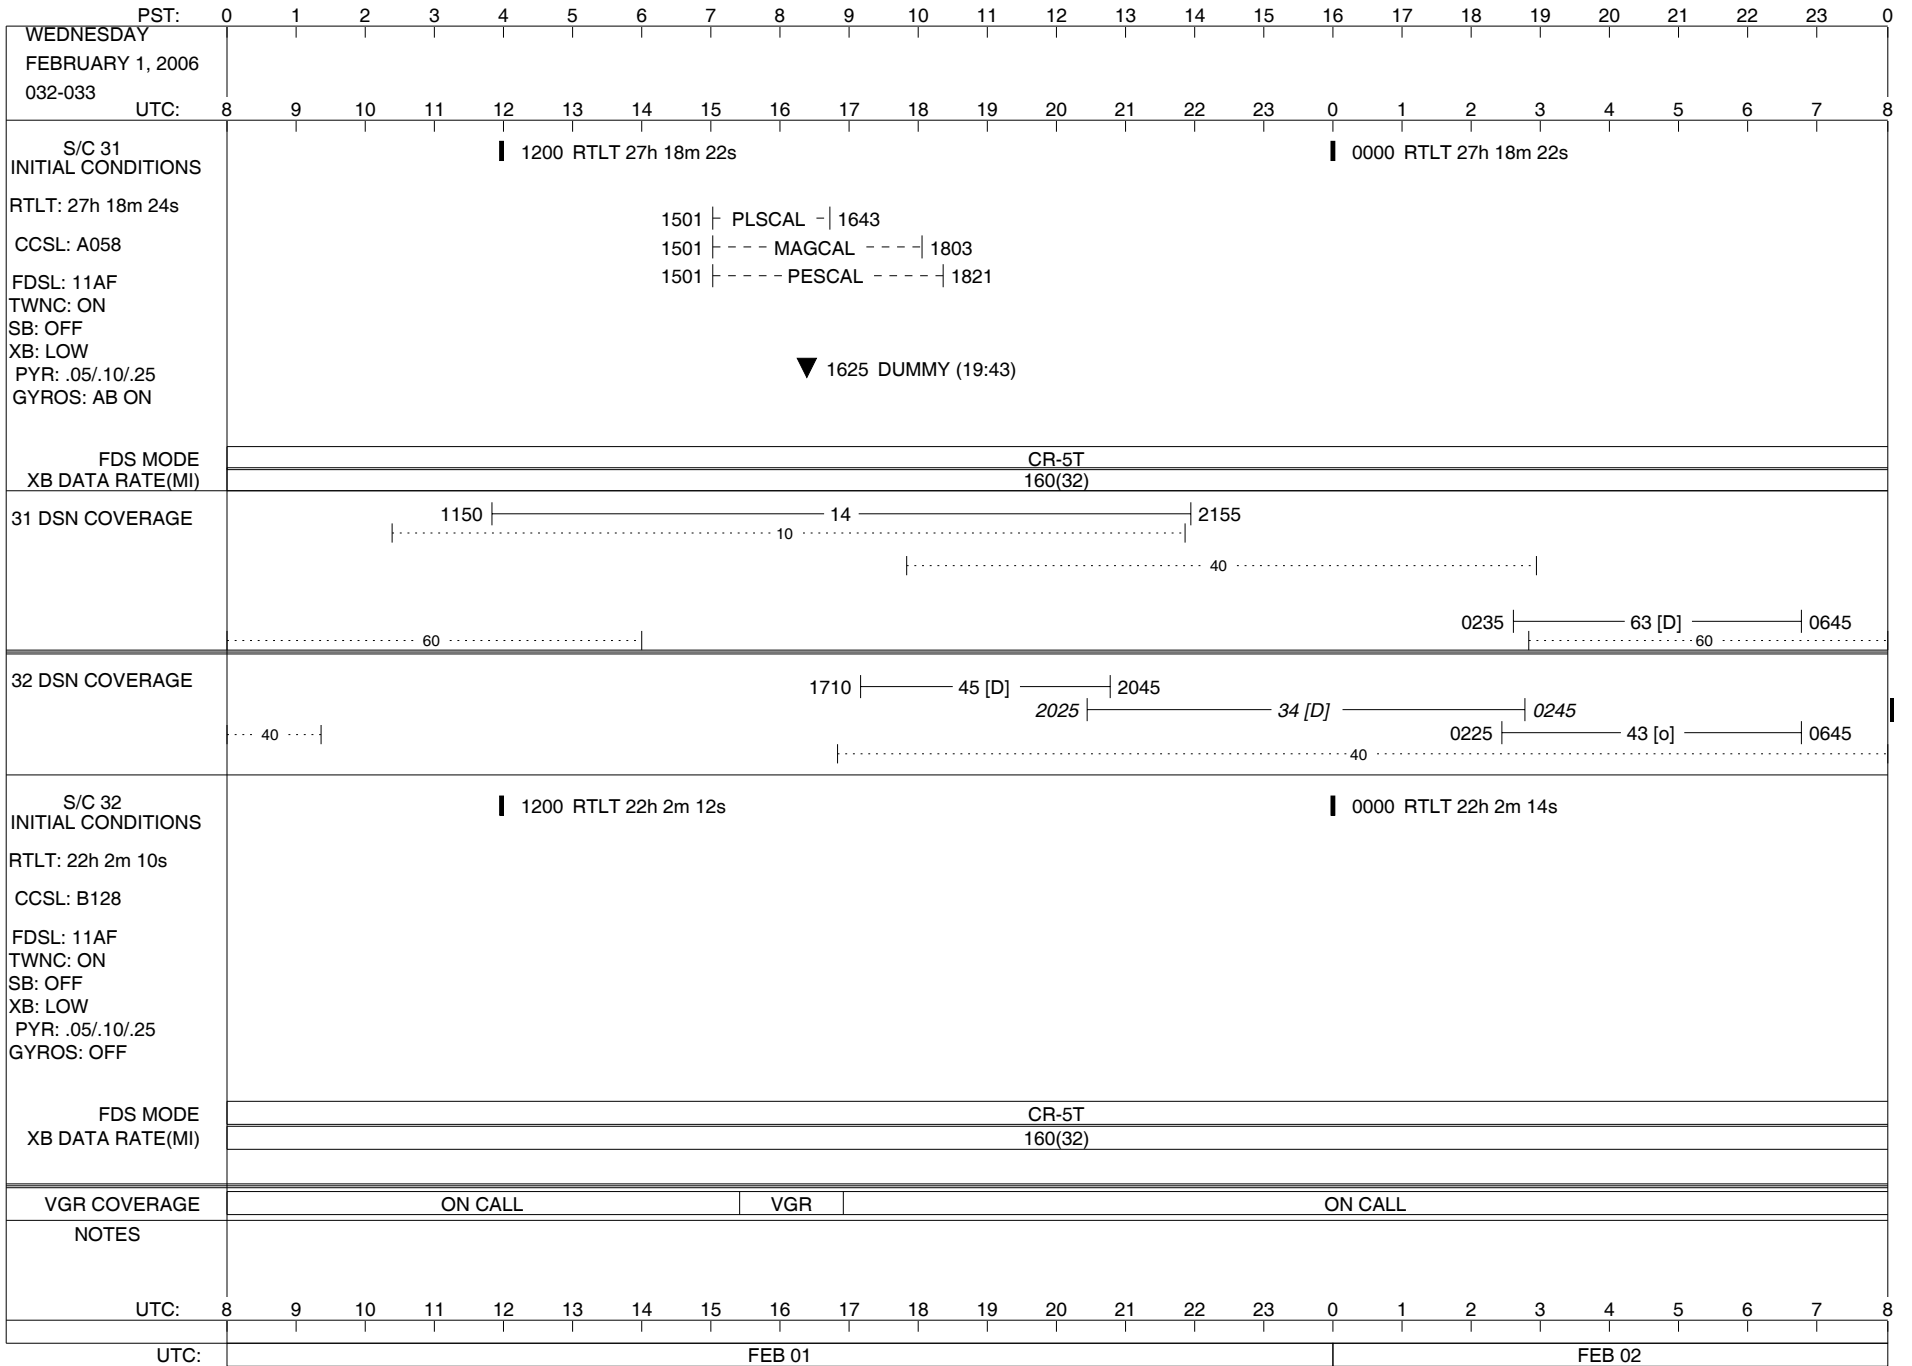 PST: 0 1 2 3 4 5 6 7 8 9 10 11 12 13 14 15 16 17 18 19 20 21 22 23 0
WEDNESDAY
FEBRUARY 1, 2006
032-033
UTC: 8 9 10 11 12 13 14 15 16 17 18 19 20 21 22 23 0 1 2 3 4 5 6 7 8
S/C 31
INITIAL CONDITIONS
1200 RTLT 27h 18m 22s
0000 RTLT 27h 18m 22s
RTLT: 27h 18m 24s
1501 PLSCAL 1643
CCSL: A058
1501 MAGCAL 1803
1501 PESCAL 1821
FDSL: 11AF
TWNC: ON
SB: OFF
XB: LOW
PYR: .05/.10/.25
1625 DUMMY (19:43)
GYROS: AB ON
FDS MODE CR-5T
XB DATA RATE(MI) 160(32)
31 DSN COVERAGE
1150 14 2155
10
40
0235 63 [D] 0645
60 60
32 DSN COVERAGE
1710 45 [D] 2045
2025 34 [D] 0245
40
0225 43 [o] 0645
40
S/C 32
INITIAL CONDITIONS
1200 RTLT 22h 2m 12s
0000 RTLT 22h 2m 14s
RTLT: 22h 2m 10s
CCSL: B128
FDSL: 11AF
TWNC: ON
SB: OFF
XB: LOW
PYR: .05/.10/.25
GYROS: OFF
FDS MODE CR-5T
XB DATA RATE(MI) 160(32)
VGR COVERAGE ON CALL VGR ON CALL
NOTES
UTC: 8 9 10 11 12 13 14 15 16 17 18 19 20 21 22 23 0 1 2 3 4 5 6 7 8
UTC: FEB 01 FEB 02